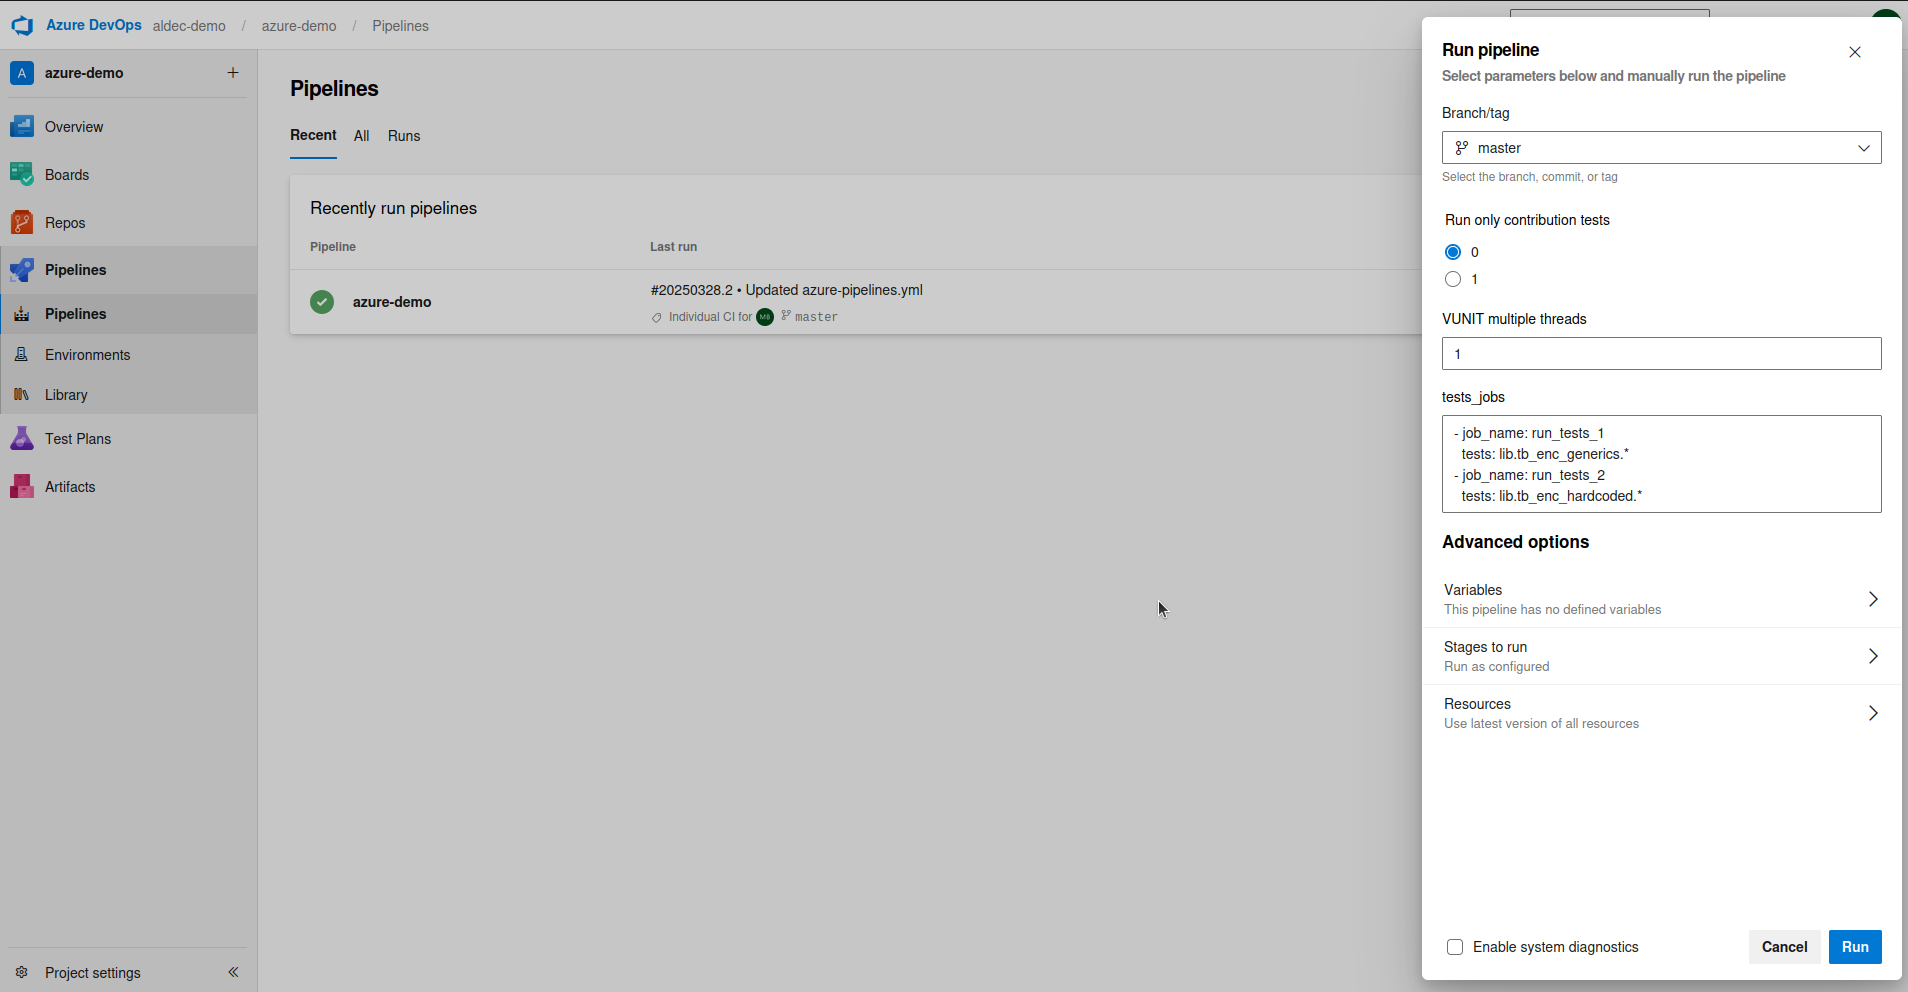 Azure DevOps aldec-demo / azure-demo / Pipelines
A azure-demo
Overview
Boards
Repos
Pipelines
Pipelines
Environments
Library
Test Plans
Artifacts
Project settings
Pipelines
Recent All Runs
Recently run pipelines
Pipeline Last run
azure-demo
#20250328.2 • Updated azure-pipelines.yml
Individual CI for MB master
Run pipeline
Select parameters below and manually run the pipeline
Branch/tag
master
Select the branch, commit, or tag
Run only contribution tests
0
1
VUNIT multiple threads
1
tests_jobs
- job_name: run_tests_1
tests: lib.tb_enc_generics.*
- job_name: run_tests_2
tests: lib.tb_enc_hardcoded.*
Advanced options
Variables
This pipeline has no defined variables
Stages to run
Run as configured
Resources
Use latest version of all resources
Enable system diagnostics
Cancel
Run